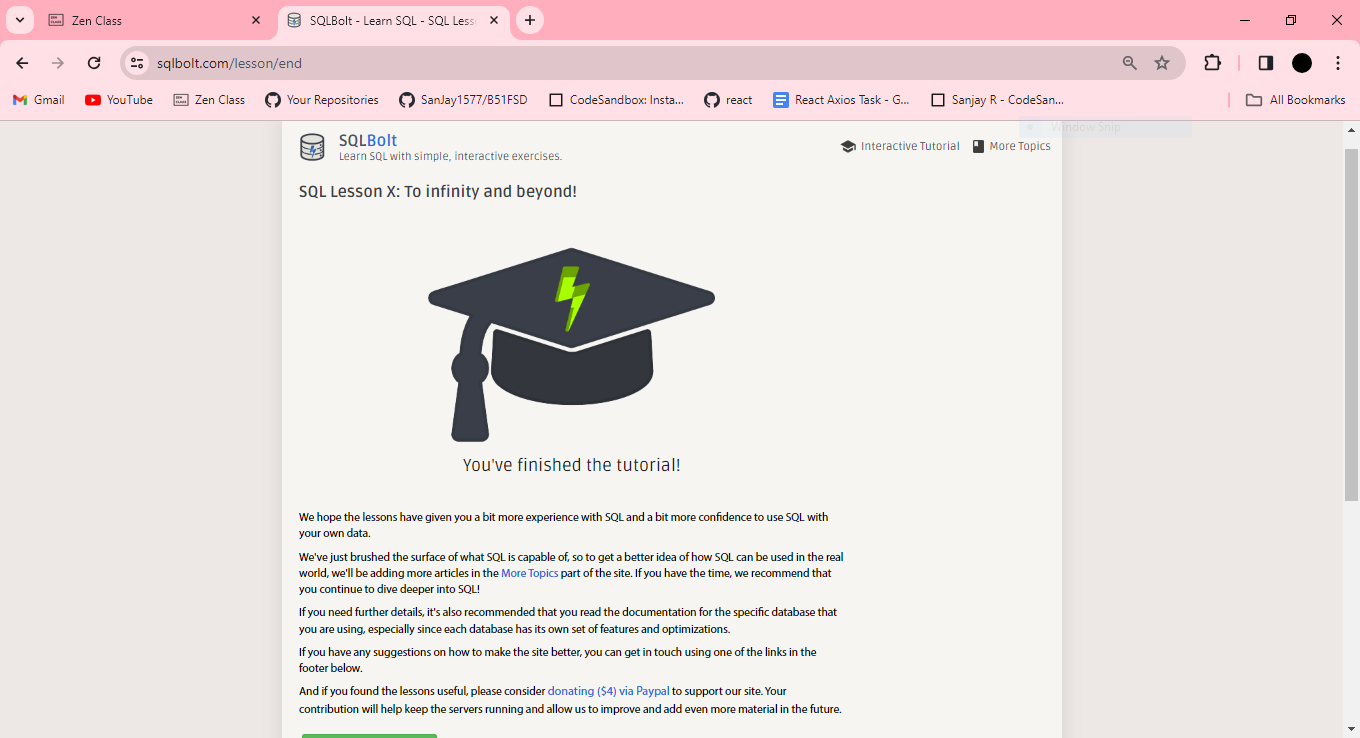 Zen Class
SQLBolt - Learn SQL - SQL Less
sqlbolt.com/lesson/end
Gmail
YouTube
Zen Class
Your Repositories
SanJay1577/B51FSD
CodeSandbox: Insta...
react
React Axios Task - G...
Sanjay R - CodeSan...
All Bookmarks
Window Snip
SQLBolt
Learn SQL with simple, interactive exercises.
Interactive Tutorial
More Topics
SQL Lesson X: To infinity and beyond!
You've finished the tutorial!
We hope the lessons have given you a bit more experience with SQL and a bit more confidence to use SQL with
your own data.
We've just brushed the surface of what SQL is capable of, so to get a better idea of how SQL can be used in the real
world, we'll be adding more articles in the More Topics part of the site. If you have the time, we recommend that
you continue to dive deeper into SQL!
If you need further details, it's also recommended that you read the documentation for the specific database that
you are using, especially since each database has its own set of features and optimizations.
If you have any suggestions on how to make the site better, you can get in touch using one of the links in the
footer below.
And if you found the lessons useful, please consider donating ($4) via Paypal to support our site. Your
contribution will help keep the servers running and allow us to improve and add even more material in the future.